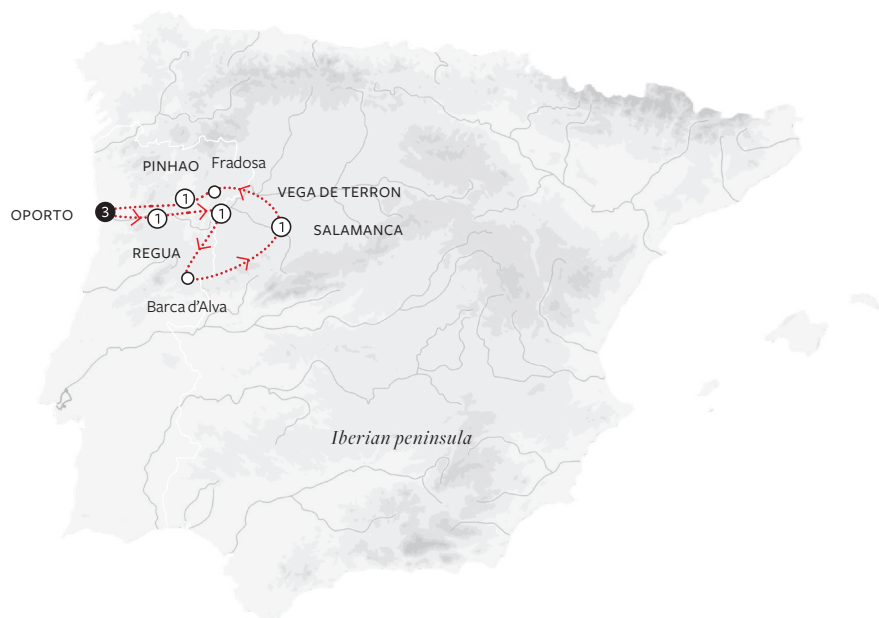 PINHAO
Fradosa
1
VEGA DE TERRON
OPORTO
3
1
1
1
SALAMANCA
REGUA
Barca d'Alva
Iberian peninsula